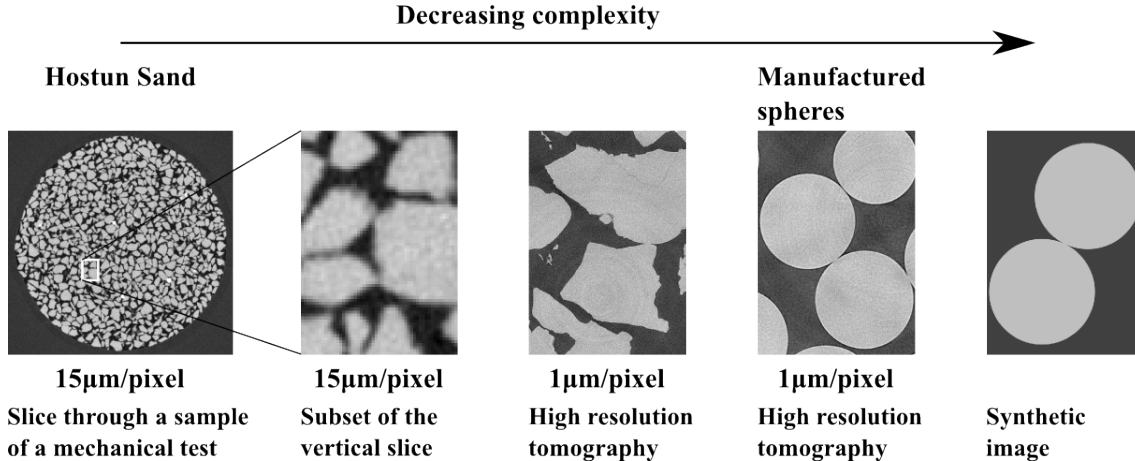 Decreasing complexity
Hostun Sand
Manufactured
spheres
15µm/pixel
15µm/pixel
1µm/pixel
1µm/pixel
Slice through a sample
of a mechanical test
Subset of the
vertical slice
High resolution
tomography
High resolution
tomography
Synthetic
image